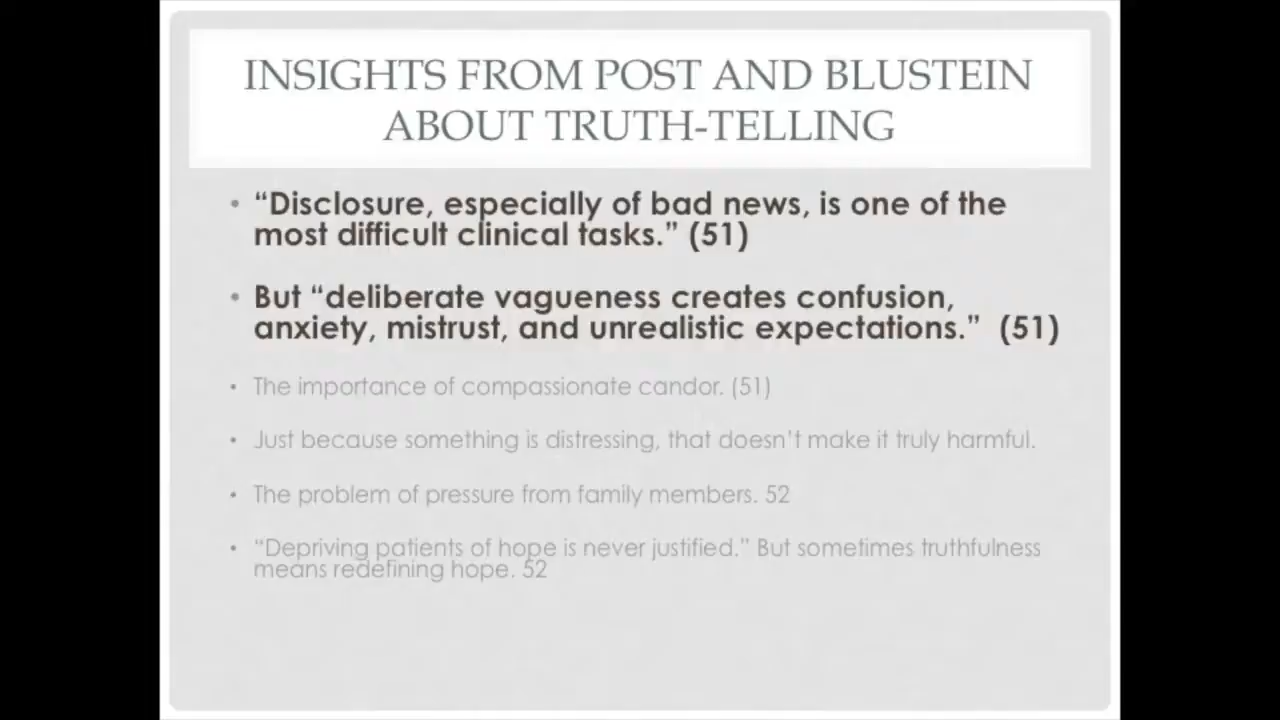 INSIGHTS FROM POST AND BLUSTEIN
ABOUT TRUTH-TELLING
• “Disclosure, especially of bad news, is one of the
most difficult clinical tasks.” (51)
• But “deliberate vagueness creates confusion,
anxiety, mistrust, and unrealistic expectations.”  (51)
• The importance of compassionate candor. (51)
• Just because something is distressing, that doesn’t make it truly harmful.
• The problem of pressure from family members. 52
• “Depriving patients of hope is never justified.” But sometimes truthfulness
means redefining hope. 52